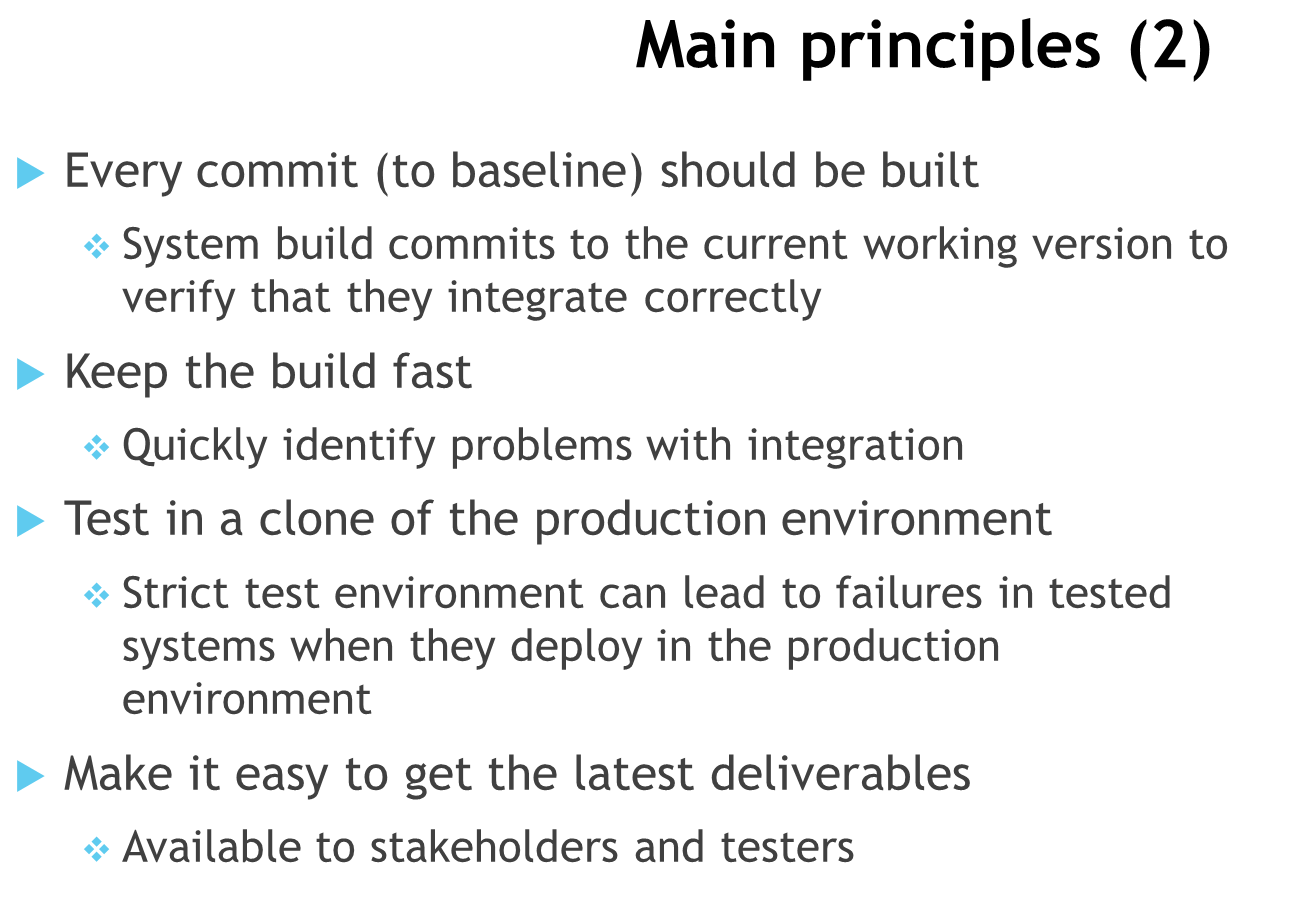 Main principles (2)
Every commit (to baseline) should be built
System build commits to the current working version to
verify that they integrate correctly
Keep the build fast
Quickly identify problems with integration
Test in a clone of the production environment
Strict test environment can lead to failures in tested
systems when they deploy in the production
environment
Make it easy to get the latest deliverables
Available to stakeholders and testers